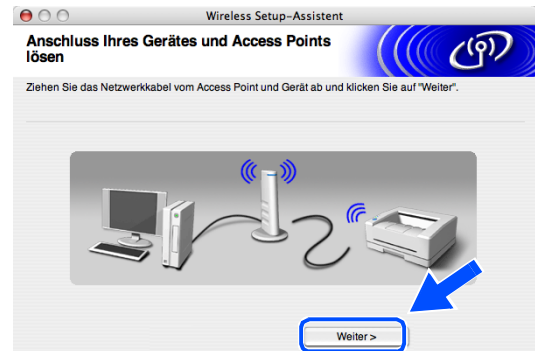 Wireless Setup-Assistent
Anschluss Ihres Gerätes und Access Points
lösen
Ziehen Sie das Netzwerkkabel vom Access Point und Gerät ab und klicken Sie auf "Weiter".
Weiter >